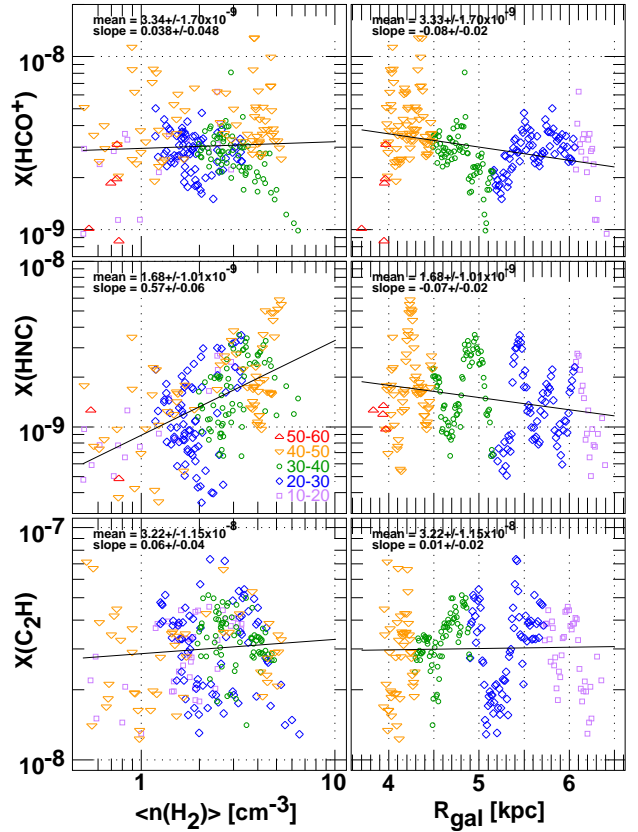 mean = 3.34+/-1.70x10-9
slope = 0.038+/-0.048
mean = 3.33+/-1.70x10-9
slope = -0.08+/-0.02
10-8
X(HCO+)
10-9
10-8
mean = 1.68+/-1.01x10-9
slope = 0.57+/-0.06
mean = 1.68+/-1.01x10-9
slope = -0.07+/-0.02
X(HNC)
10-9
50-60
40-50
30-40
20-30
10-20
10-7
mean = 3.22+/-1.15x10-8
slope = 0.06+/-0.04
mean = 3.22+/-1.15x10-8
slope = 0.01+/-0.02
X(C2H)
10-8
1 10 4 5 6
<n(H2)> [cm-3] Rgal [kpc]